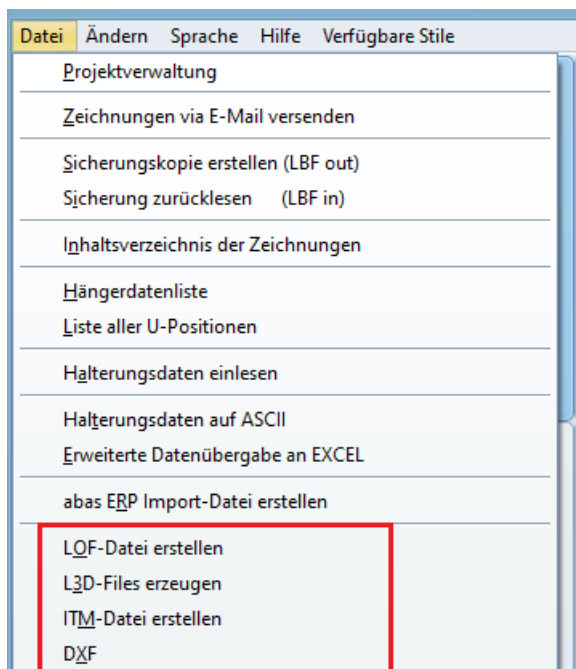 Datei Ändern Sprache Hilfe Verfügbare Stile
Projektverwaltung
Zeichnungen via E-Mail versenden
Sicherungskopie erstellen (LBF out)
Sicherung zurücklesen (LBF in)
Inhaltsverzeichnis der Zeichnungen
Hängerdatenliste
Liste aller U-Positionen
Halterungsdaten einlesen
Halterungsdaten auf ASCII
Erweiterte Datenübergabe an EXCEL
abas ERP Import-Datei erstellen
LOF-Datei erstellen
L3D-Files erzeugen
ITM-Datei erstellen
DXF